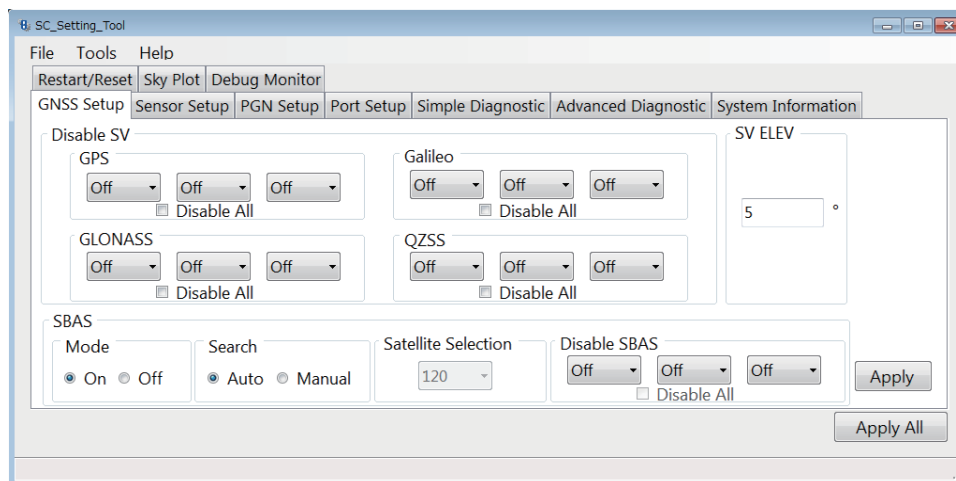 SC_Setting_Tool
File Tools Help
Restart/Reset Sky Plot Debug Monitor
GNSS Setup Sensor Setup PGN Setup Port Setup Simple Diagnostic Advanced Diagnostic System Information
Disable SV
SV ELEV
GPS
Galileo
Off Off Off
Off Off Off
Disable All
Disable All
5 °
GLONASS
QZSS
Off Off Off
Off Off Off
Disable All
Disable All
SBAS
Mode
Search
Satellite Selection
Disable SBAS
On Off
Auto Manual
120
Off Off Off
Disable All
Apply
Apply All